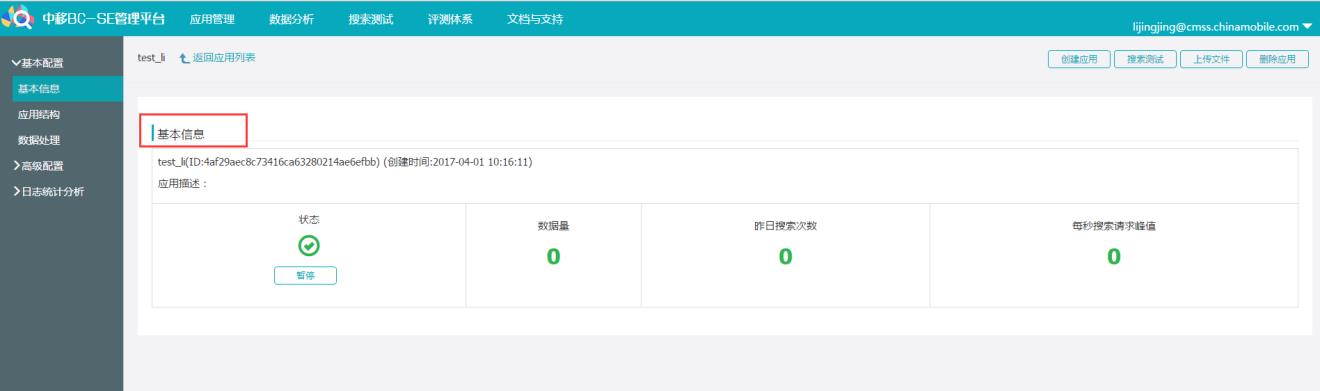 中移BC-SE管理平台 应用管理 数据分析 搜索测试 评测体系 文档与支持
lijingjing@cmss.chinamobile.com
基本配置
基本信息
应用结构
数据处理
高级配置
日志统计分析
test_li 返回应用列表
创建应用 搜索测试 上传文件 删除应用
基本信息
test_li(ID:4af29aec8c73416ca63280214ae6efbb) (创建时间:2017-04-01 10:16:11)
应用描述：
状态 数据量 昨日搜索次数 每秒搜索请求峰值
0 0 0
暂停